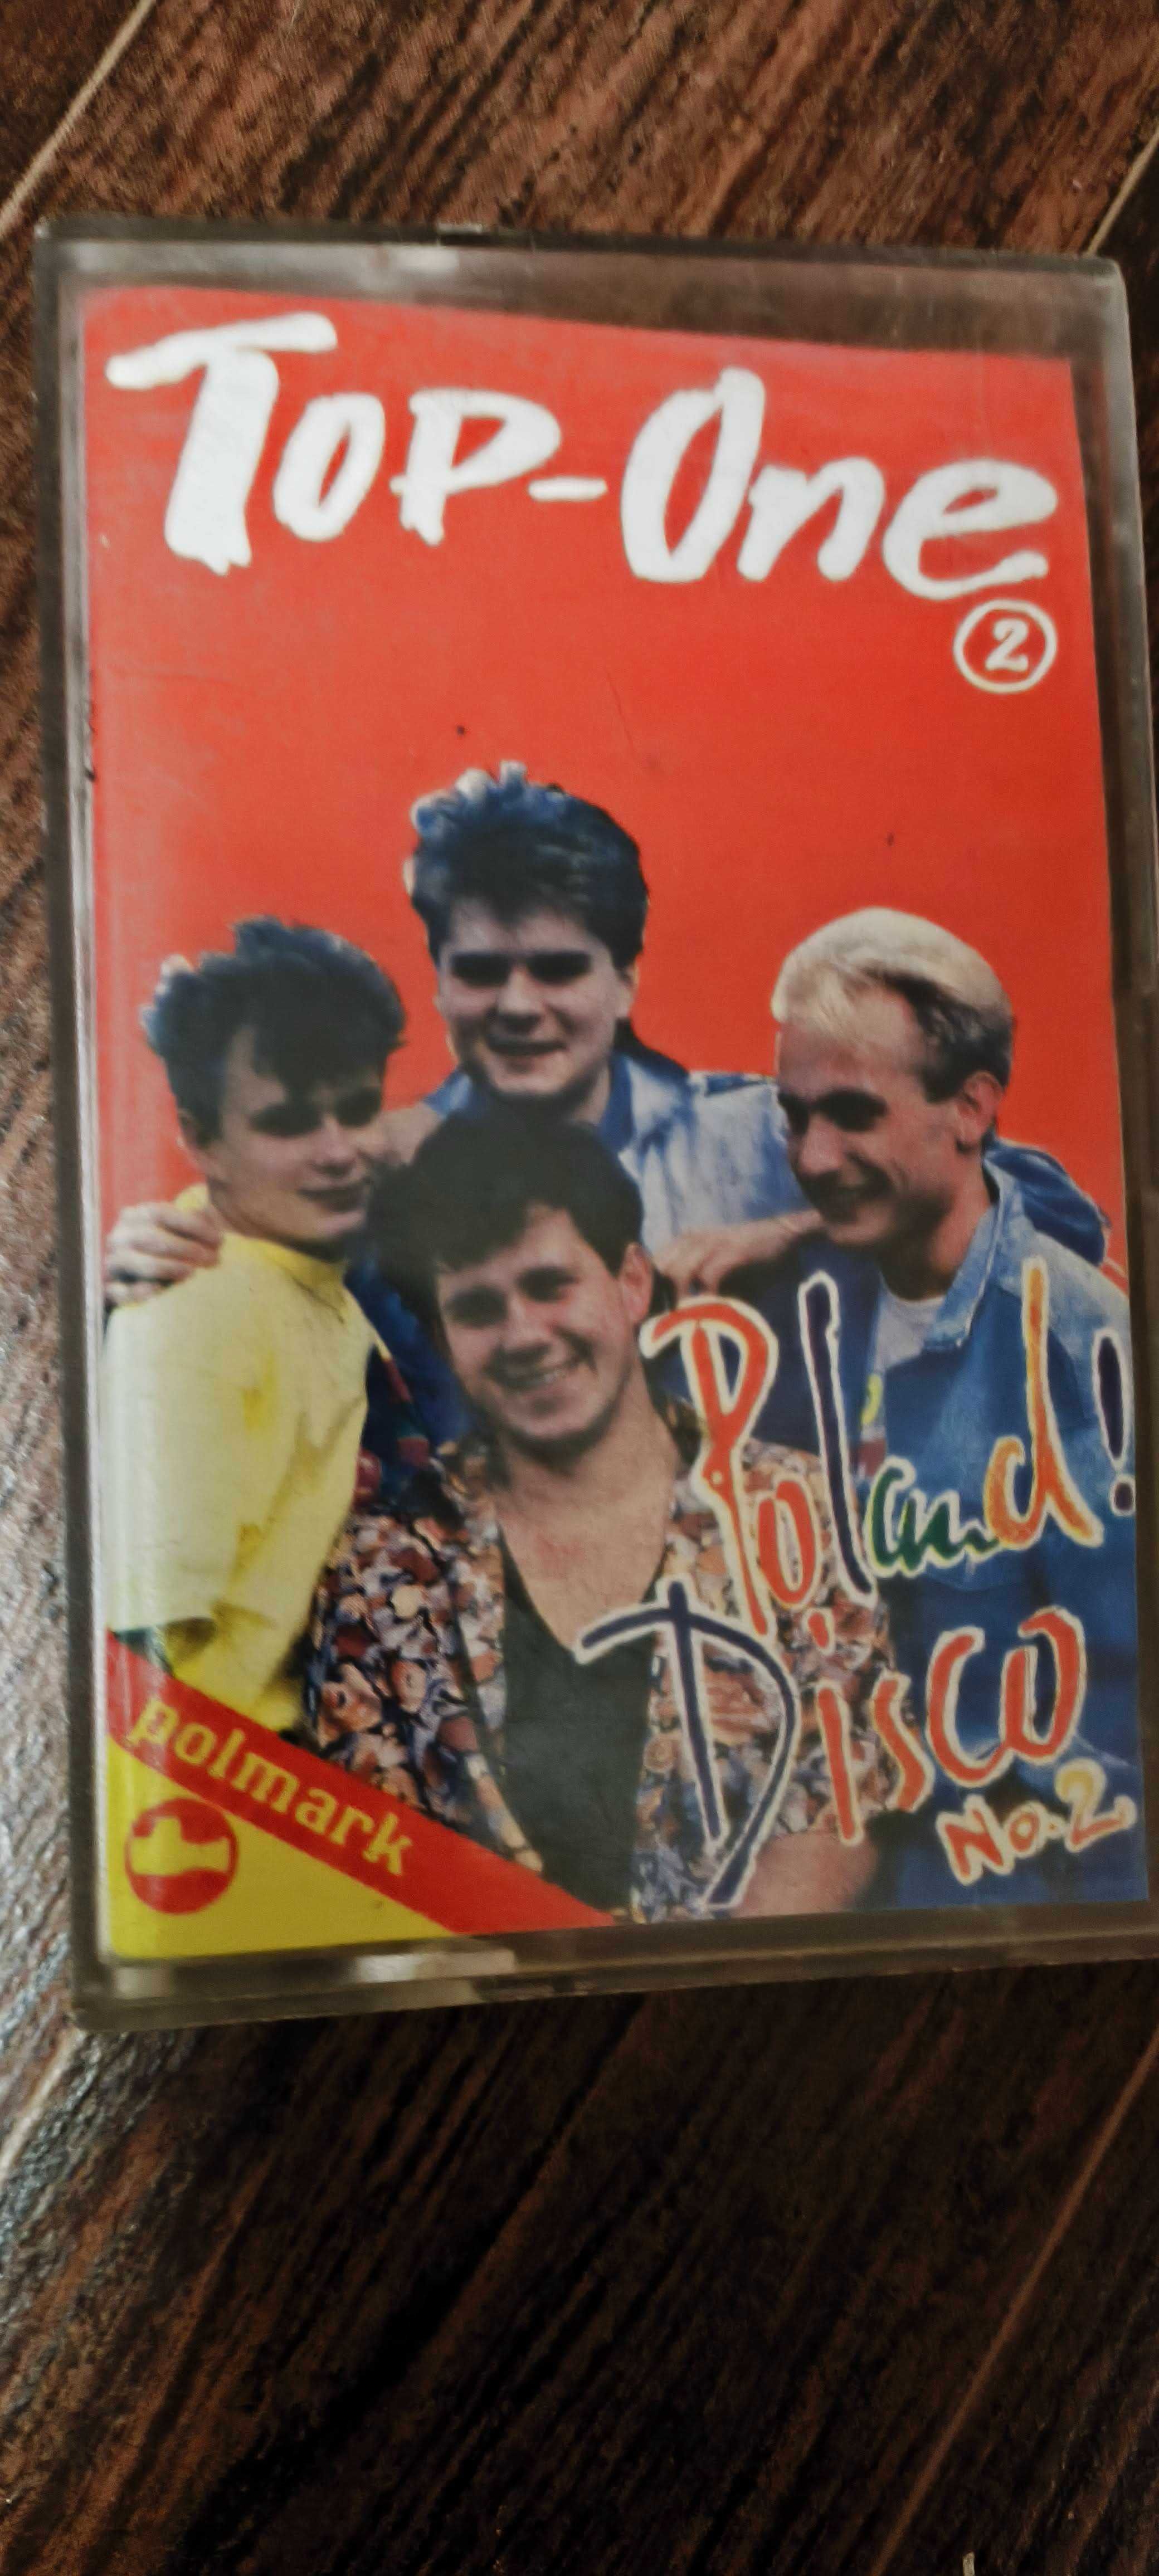 Top-One
2
Poland!
Disco
No.2.
polmark